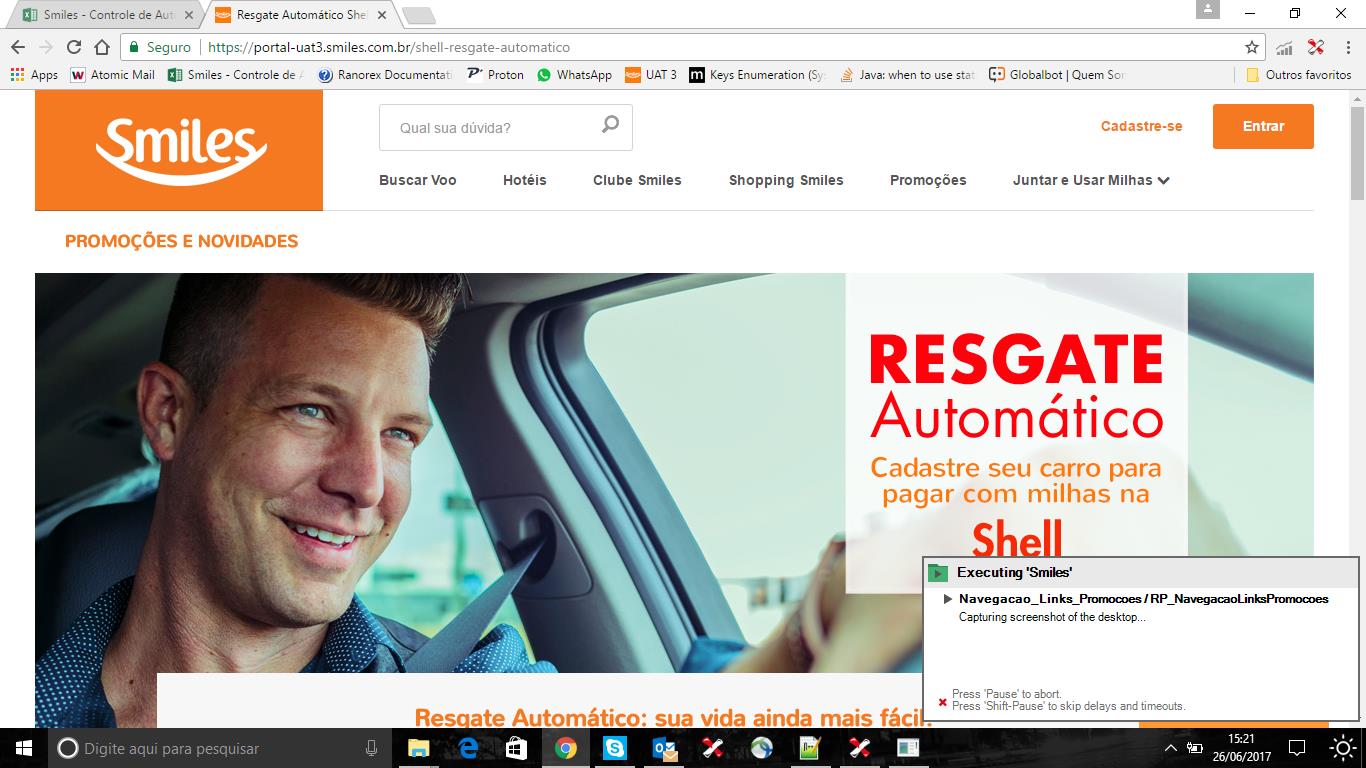 Smiles - Controle de Aut
Resgate Automático Shel
Seguro
https://portal-uat3.smiles.com.br/shell-resgate-automatico
Apps
Atomic Mail
Smiles - Controle de A
Ranorex Documentati
Proton
WhatsApp
UAT 3
Keys Enumeration (Sys
Java: when to use stat
Globalbot | Quem Som
Outros favoritos
Smiles
Qual sua dúvida?
Cadastre-se
Entrar
Buscar Voo
Hotéis
Clube Smiles
Shopping Smiles
Promoções
Juntar e Usar Milhas
PROMOÇÕES E NOVIDADES
RESGATE
Automático
Cadastre seu carro para
pagar com milhas na
Shell
Executing 'Smiles'
Navegacao_Links_Promocoes / RP_NavegacaoLinksPromocoes
Capturing screenshot of the desktop...
Press 'Pause' to abort.
Press 'Shift-Pause' to skip delays and timeouts.
Resgate Automático: sua vida ainda mais fácil!
Digite aqui para pesquisar
15:21
26/06/2017